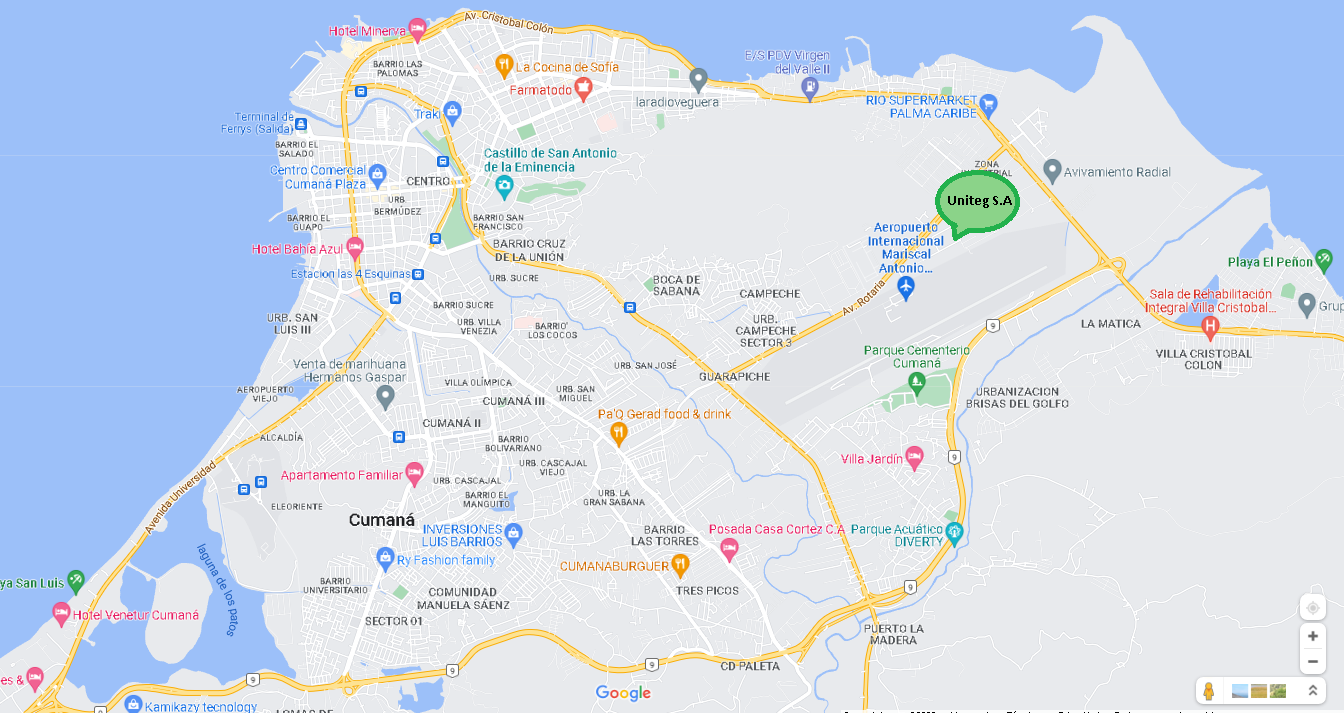 Av. Cristobal Colón
Hotel Minerva
BARRIO LAS
PALOMAS
La Cocina de Sofía
Farmatodo
E/S PDV Virgen
del Valle II
laradioveguera
RIO SUPERMARKET
PALMA CARIBE
Traki
Terminal de
Ferrys (Salida)
BARRIO EL
SALADO
Centro Comercial
Cumaná Plaza
CENTRO
Castillo de San Antonio
de la Eminencia
ZONA
Avivamiento Radial
Uniteg S.A
URB.
BERMÚDEZ
BARRIO EL
GUAPO
BARRIO SAN
FRANCISCO
Hotel Bahía Azul
BARRIO CRUZ
DE LA UNIÓN
Aeropuerto
Internacional
Mariscal
Antonio...
Estacion las 4 Esquinas
URB. SUCRE
BOCA DE
SABANA
CAMPECHE
Av. Rotaria
Playa El Peñon
BARRIO SUCRE
URB. SAN
LUIS III
URB. VILLA
VENEZIA
BARRIO
LOS COCOS
URB.
CAMPECHE
SECTOR 3
9
Sala de Rehabilitación
Integral Villa Cristobal...
Grup
LA MATICA
VILLA CRISTOBAL
COLON
Venta de marihuana
Hermanos Gaspar
URB. SAN JOSÉ
GUARAPICHE
Parque Cementerio
Cumaná
AEROPUERTO
VIEJO
VILLA OLÍMPICA
URB. SAN
MIGUEL
CUMANÁ III
URBANIZACION
BRISAS DEL GOLFO
Pa'Q Gerad food & drink
CUMANÁ II
ALCALDÍA
BARRIO
BOLIVARIANO
Villa Jardín
9
Avenida Universidad
Apartamento Familiar
URB. CASCAJAL
VIEJO
URB. CASCAJAL
BARRIO EL
MANGUITO
URB. LA
GRAN SABANA
ELEORIENTE
Cumaná
INVERSIONES
LUIS BARRIOS
BARRIO
LAS TORRES
Posada Casa Cortez C.A
Parque Acuático
DIVERTY
laguna de los patos
Ry Fashion family
CUMANABURGUER
ya San Luis
BARRIO
UNIVERSITARIO
COMUNIDAD
MANUELA SÁENZ
TRES PICOS
9
Hotel Venetur Cumaná
SECTOR 01
PUERTO LA
MADERA
9
9
9
CD PALETA
es &
Google
Kamikazy tecnology